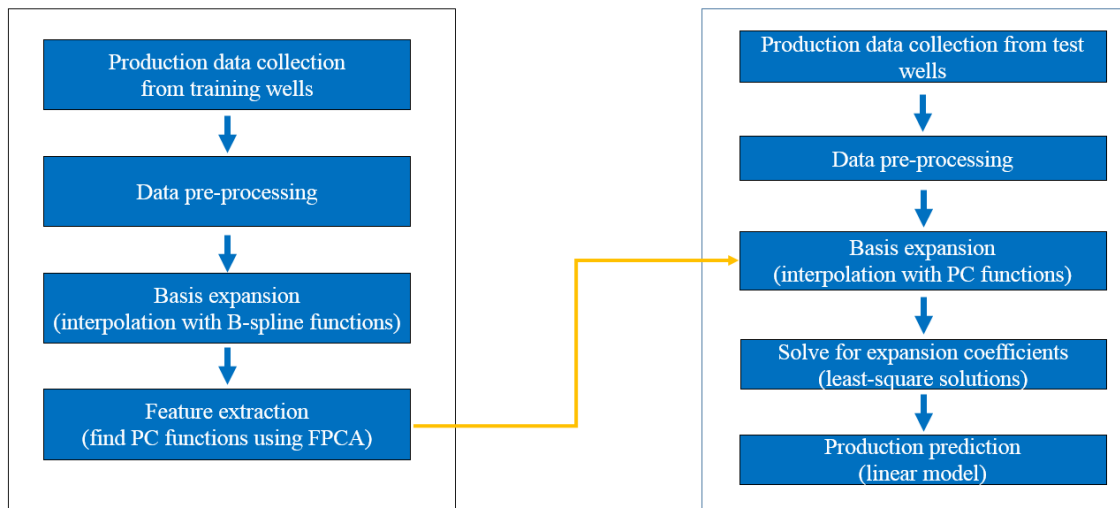 Production data collection
from training wells
Data pre-processing
Basis expansion
(interpolation with B-spline functions)
Feature extraction
(find PC functions using FPCA)
Production data collection from test
wells
Data pre-processing
Basis expansion
(interpolation with PC functions)
Solve for expansion coefficients
(least-square solutions)
Production prediction
(linear model)